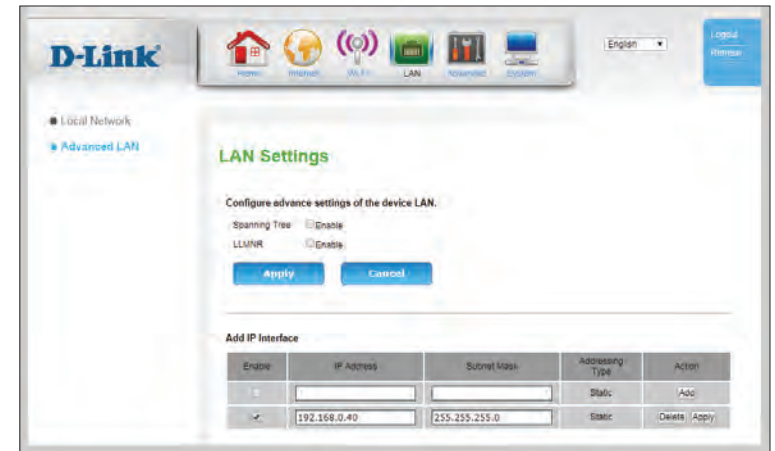 D-Link
Home Internet Wi-Fi LAN Advanced System
English
Logout
Local Network
Advanced LAN
LAN Settings
Configure advance settings of the device LAN.
Spanning Tree Enable
LLMNR Enable
Apply Cancel
Add IP Interface
Enable IP Address Subnet Mask Addressing Type Action
Static Add
192.168.0.40 255.255.255.0 Static Delete Apply